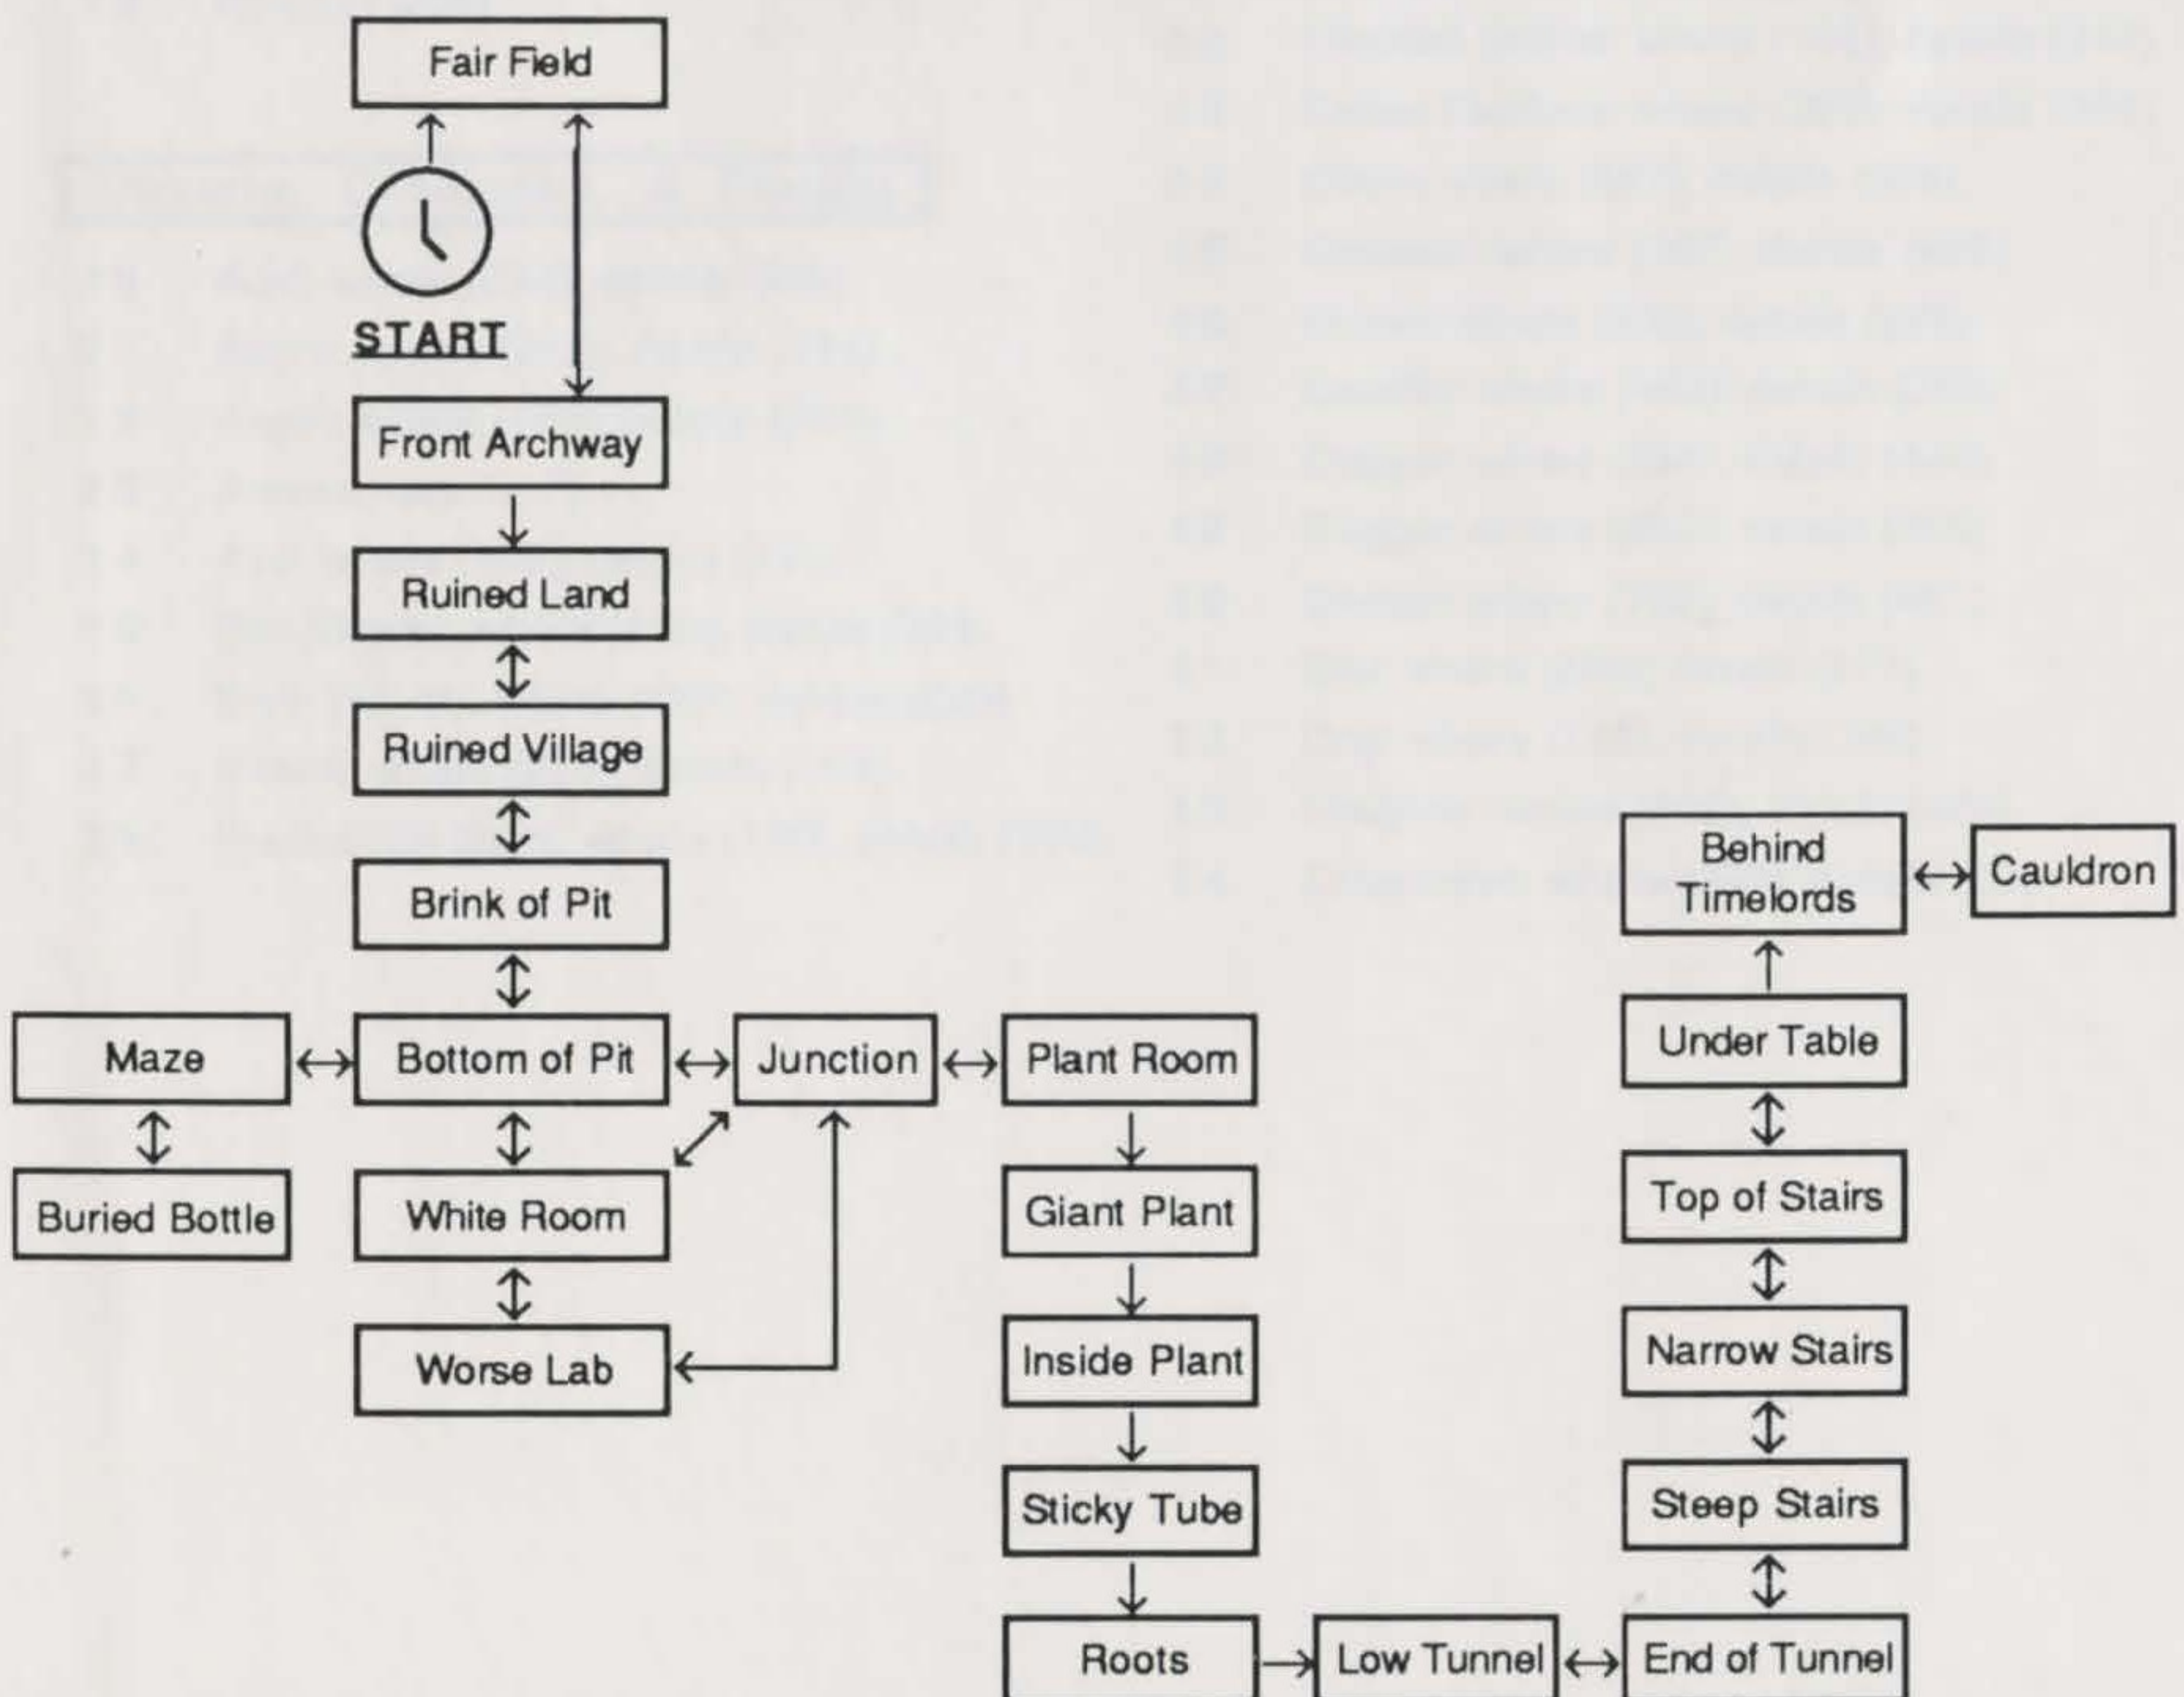 Fair Field
START
Front Archway
Ruined Land
Ruined Village
Brink of Pit
Behind
Timelords
Cauldron
Under Table
Maze
Bottom of Pit
Junction
Plant Room
Top of Stairs
Buried Bottle
White Room
Giant Plant
Narrow Stairs
Worse Lab
Inside Plant
Steep Stairs
Sticky Tube
Roots
Low Tunnel
End of Tunnel